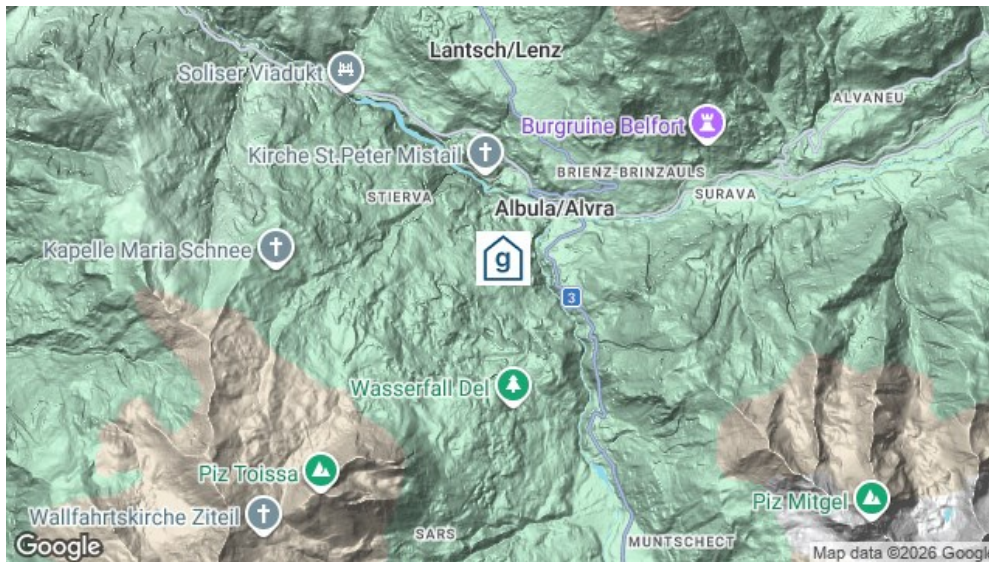 Lantsch/Lenz
Soliser Viadukt
ALVANEU
Burgruine Belfort
Kirche St. Peter Mistail
BRIENZ-BRINZAULS
STIERVA
SURAVA
Albula/Alvra
Kapelle Maria Schnee
g
3
Wasserfall Del
Piz Toissa
Piz Mitgel
Wallfahrtskirche Ziteil
SARS
MUNTSCHECT
Google
Map data ©2026 Google